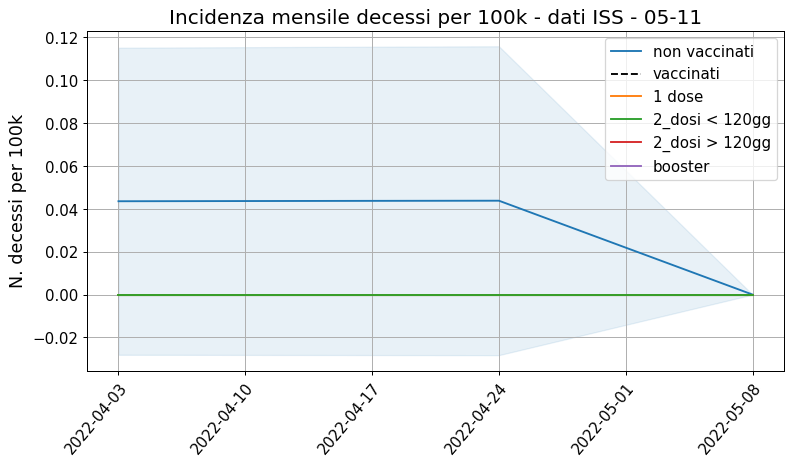 Incidenza mensile decessi per 100k - dati ISS - 05-11
N. decessi per 100k
0.12
0.10
0.08
0.06
0.04
0.02
0.00
−0.02
non vaccinati
vaccinati
1 dose
2_dosi < 120gg
2_dosi > 120gg
booster
2022-04-03
2022-04-10
2022-04-17
2022-04-24
2022-05-01
2022-05-08